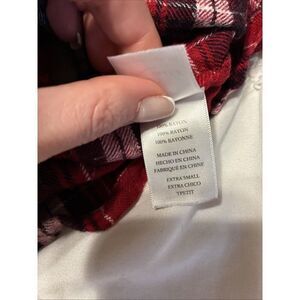 100% RAYON
100% RAYON
100% RAYONNE
MADE IN CHINA
HECHO EN CHINA
FABRIQUÉ EN CHINE
EXTRA SMALL
EXTRA CHICO
TPETIT